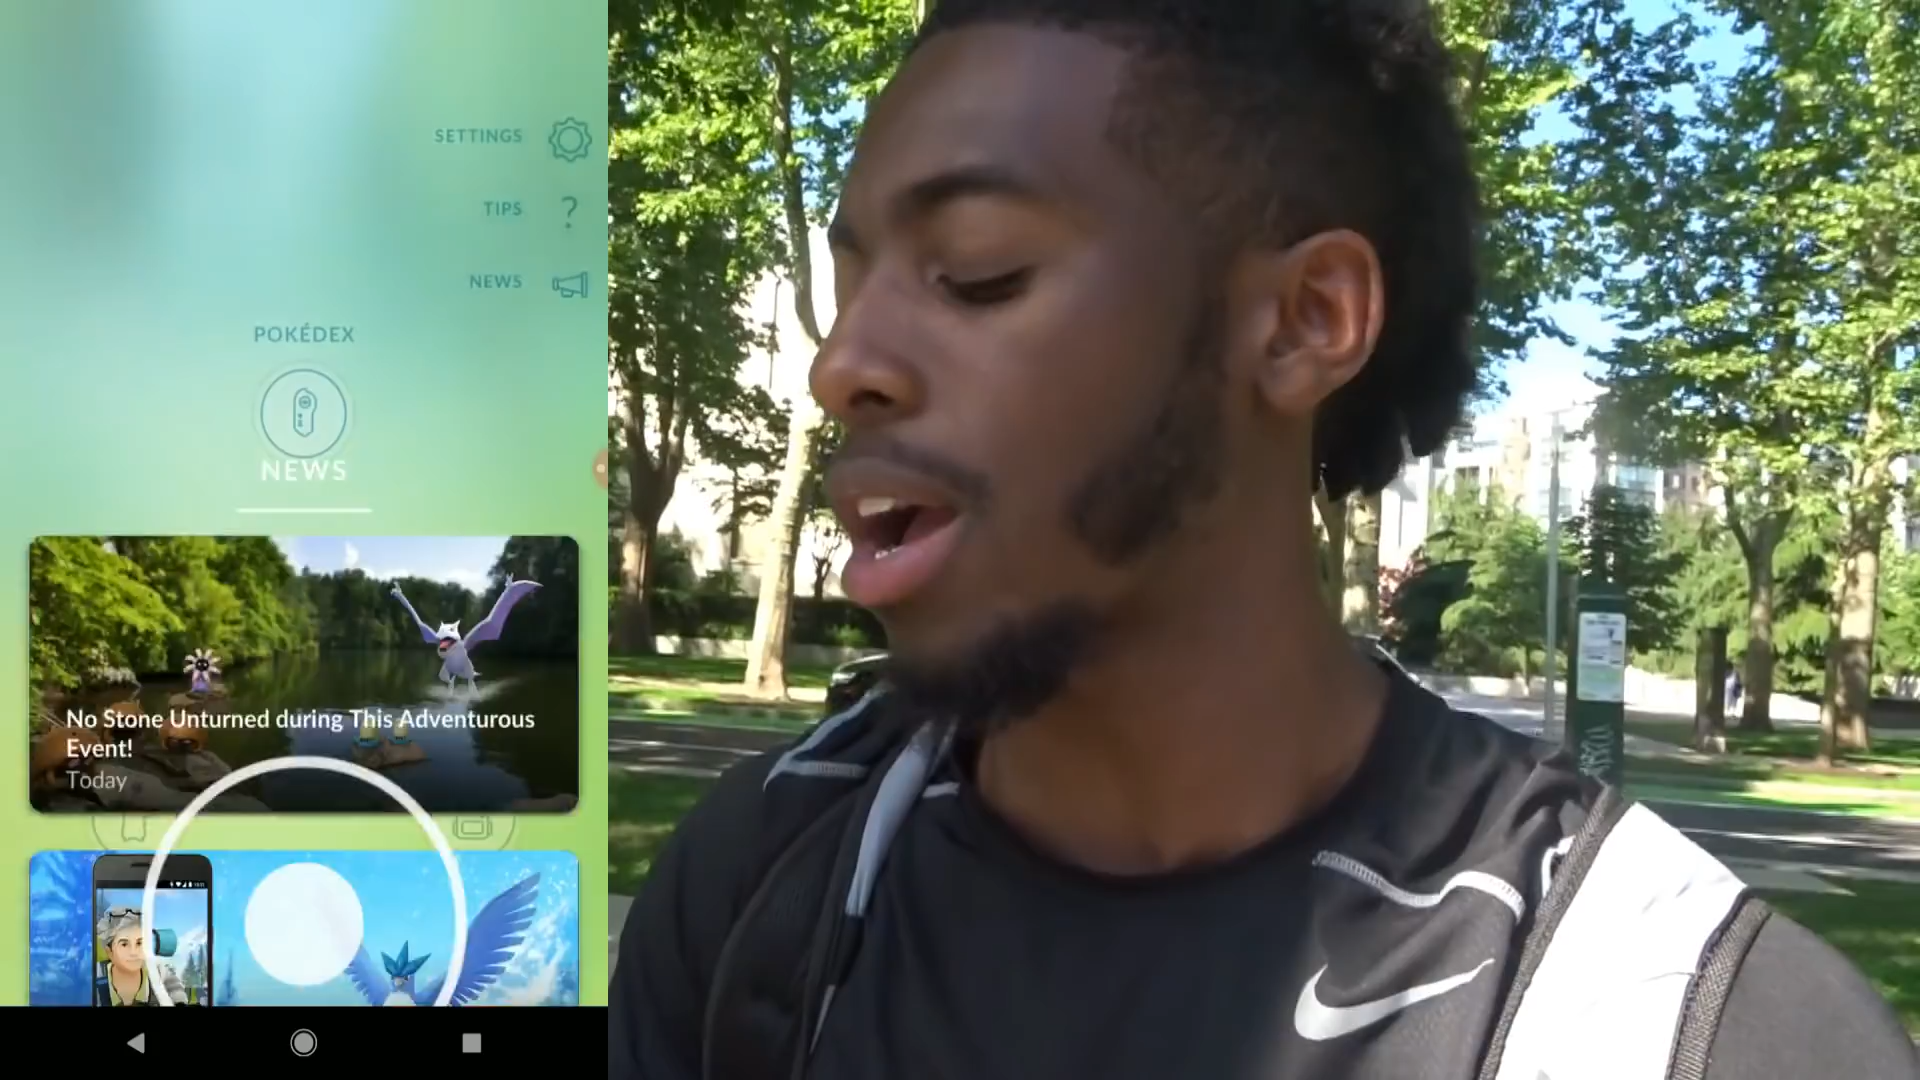 SETTINGS
TIPS
NEWS
POKÉDEX
NEWS
No Stone Unturned during This Adventurous
Event!
Today